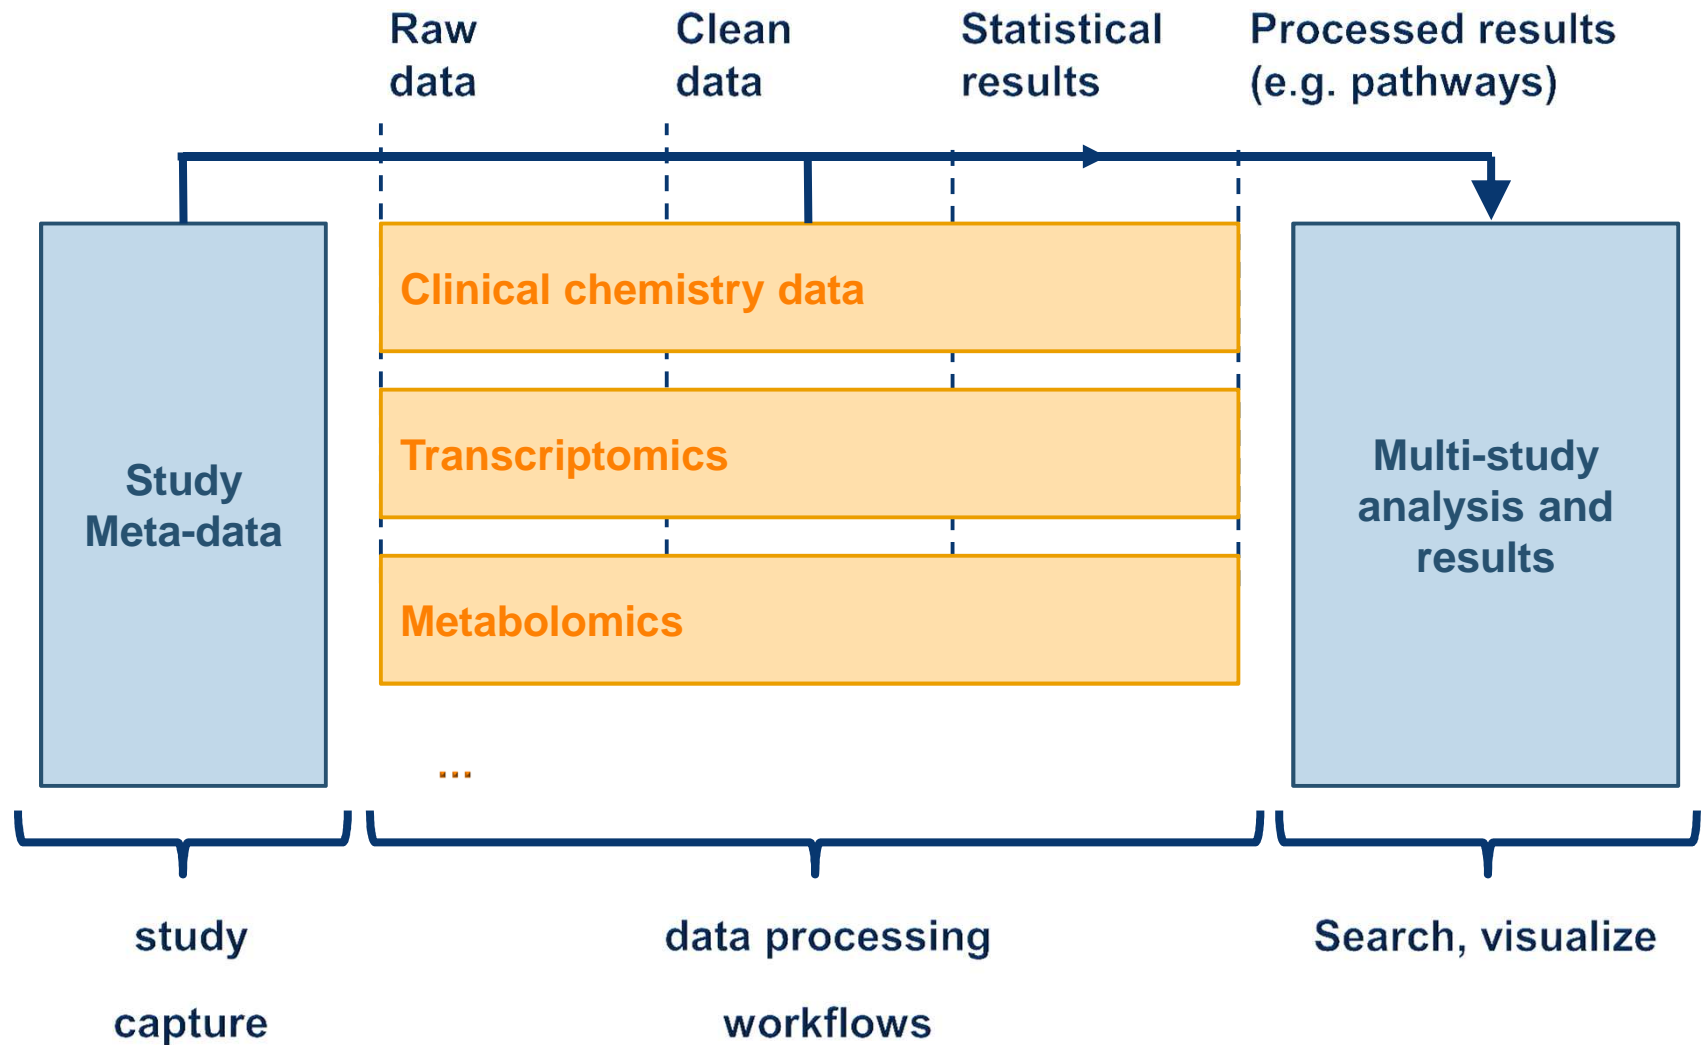 Raw
data
Clean
data
Statistical
results
Processed results
(e.g. pathways)
Study
Meta-data
Clinical chemistry data
Transcriptomics
Metabolomics
...
Multi-study
analysis and
results
study
capture
data processing
workflows
Search, visualize